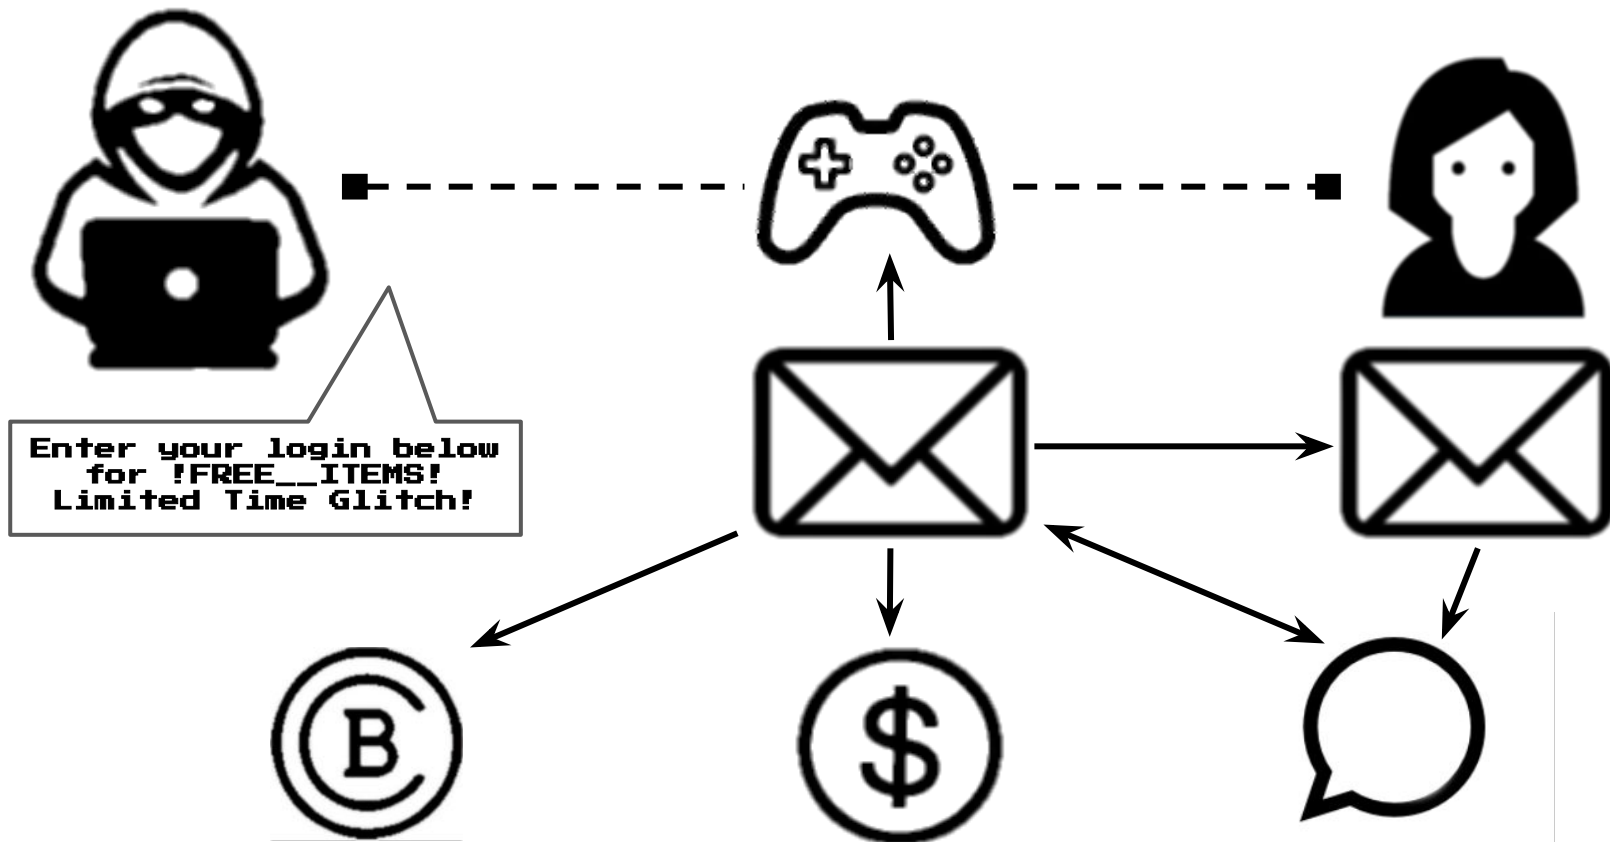 Enter your login below
for !FREE__ITEMS!
Limited Time Glitch!
B
$